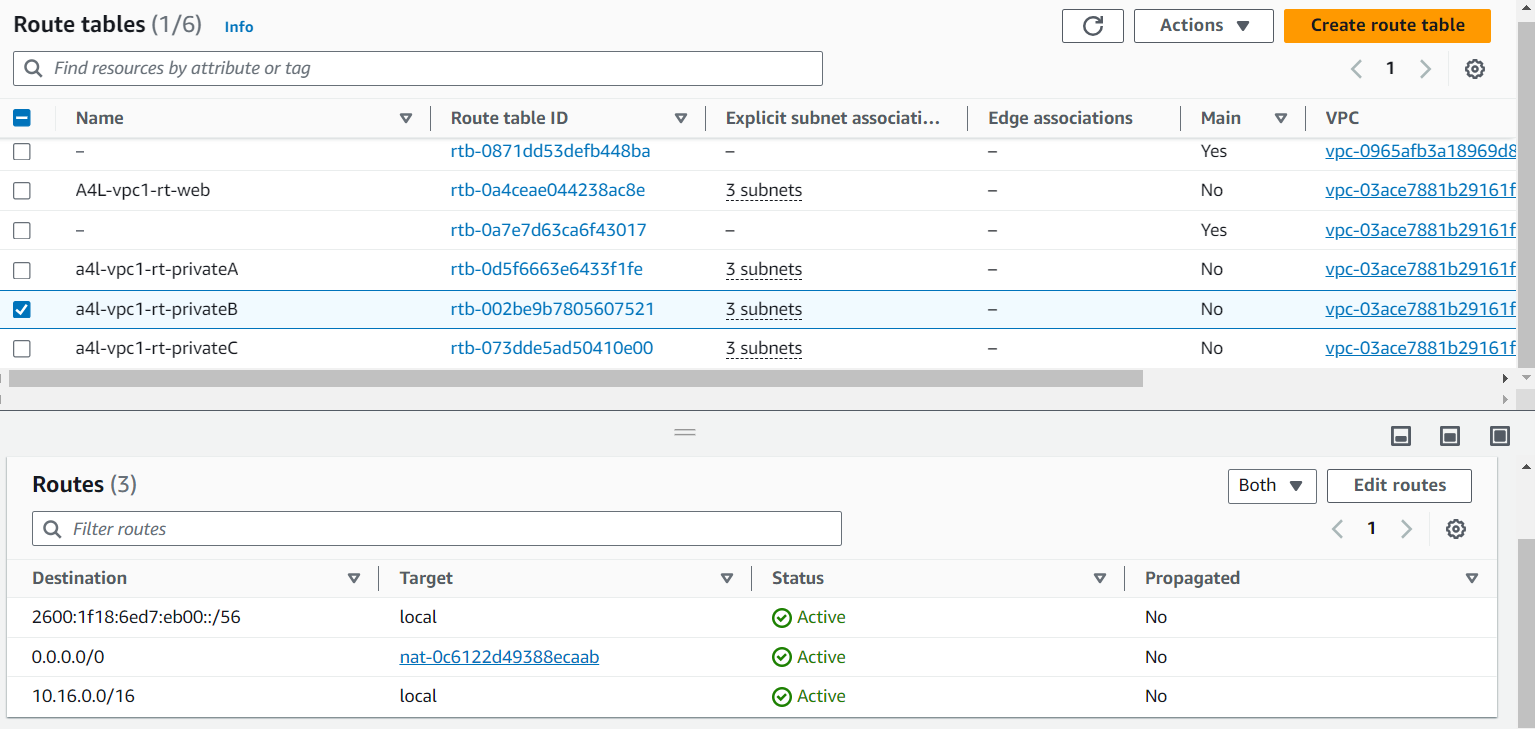 Route tables (1/6) Info
Actions
Create route table
Find resources by attribute or tag
1
Name Route table ID Explicit subnet associati... Edge associations Main VPC
– rtb-0871dd53defb448ba – – Yes vpc-0965afb3a18969d8
A4L-vpc1-rt-web rtb-0a4ceae044238ac8e 3 subnets – No vpc-03ace7881b29161f
– rtb-0a7e7d63ca6f43017 – – Yes vpc-03ace7881b29161f
a4l-vpc1-rt-privateA rtb-0d5f6663e6433f1fe 3 subnets – No vpc-03ace7881b29161f
a4l-vpc1-rt-privateB rtb-002be9b7805607521 3 subnets – No vpc-03ace7881b29161f
a4l-vpc1-rt-privateC rtb-073dde5ad50410e00 3 subnets – No vpc-03ace7881b29161f
Routes (3)
Both
Edit routes
Filter routes
1
Destination Target Status Propagated
2600:1f18:6ed7:eb00::/56 local Active No
0.0.0.0/0 nat-0c6122d49388ecaab Active No
10.16.0.0/16 local Active No